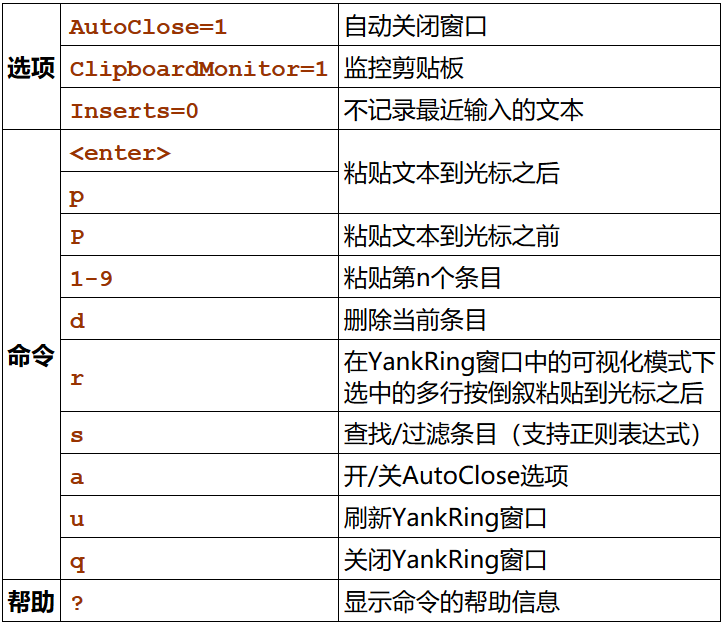 选项
AutoClose=1 自动关闭窗口
ClipboardMonitor=1 监控剪贴板
Inserts=0 不记录最近输入的文本
命令
<enter>
p
粘贴文本到光标之后
P 粘贴文本到光标之前
1-9 粘贴第n个条目
d 删除当前条目
r 在YankRing窗口中的可视化模式下
选中的多行按倒叙粘贴到光标之后
s 查找/过滤条目（支持正则表达式）
a 开/关AutoClose选项
u 刷新YankRing窗口
q 关闭YankRing窗口
帮助 ? 显示命令的帮助信息